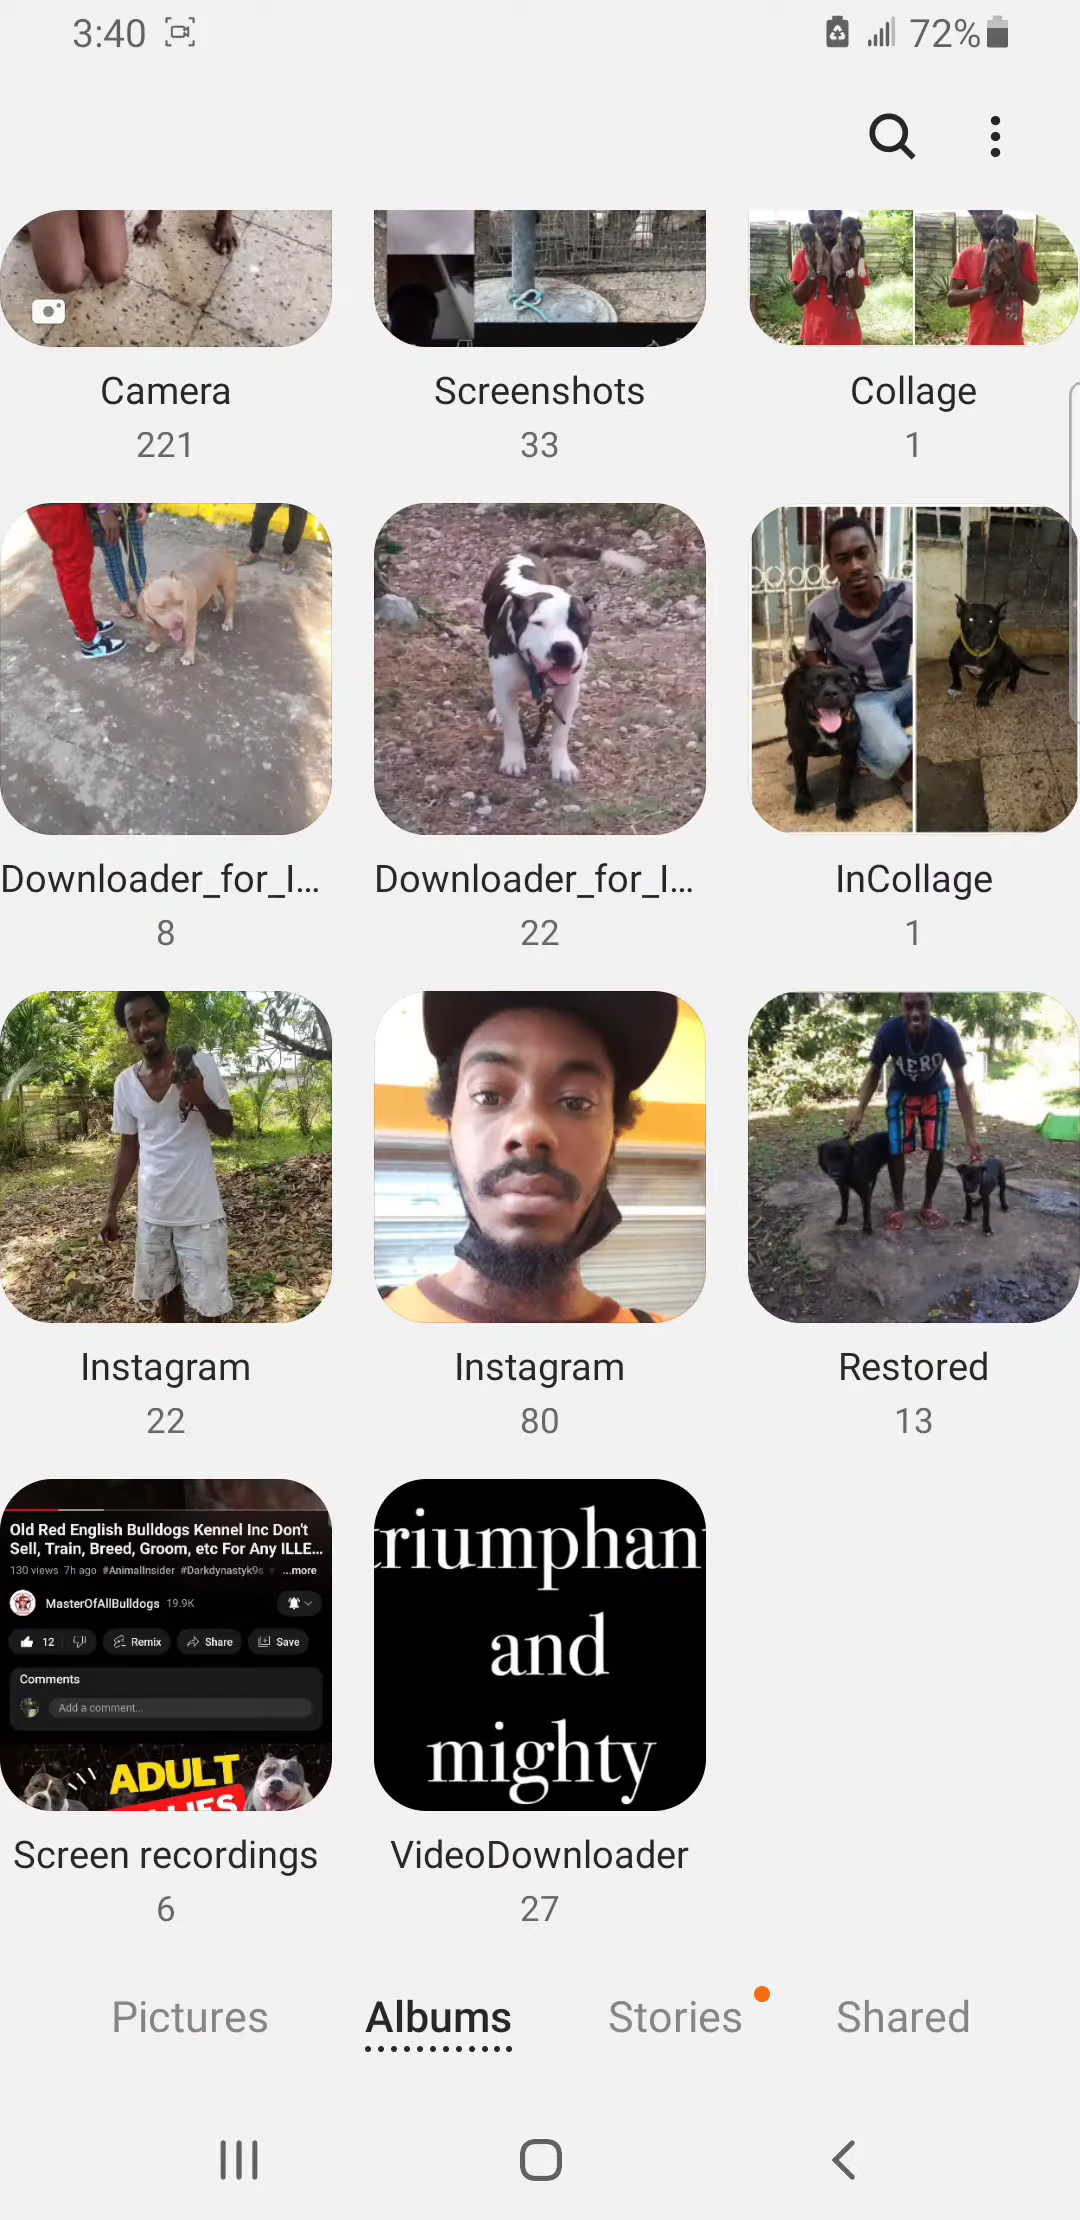 3:40 72%
Camera Screenshots Collage
221 33 1
Downloader_for_I... Downloader_for_I... InCollage
8 22 1
AERO
Instagram Instagram Restored
22 80 13
Old Red English Bulldogs Kennel Inc Don't
Sell, Train, Breed, Groom, etc For Any ILLE...
130 views 7h ago #AnimalInsider #Darkdynastyk9s ...more
MasterOfAllBulldogs 19.9K
12 Remix Share Save
Comments
Add a comment...
ADULT
riumphan
and
mighty
Screen recordings VideoDownloader
6 27
Pictures Albums Stories Shared